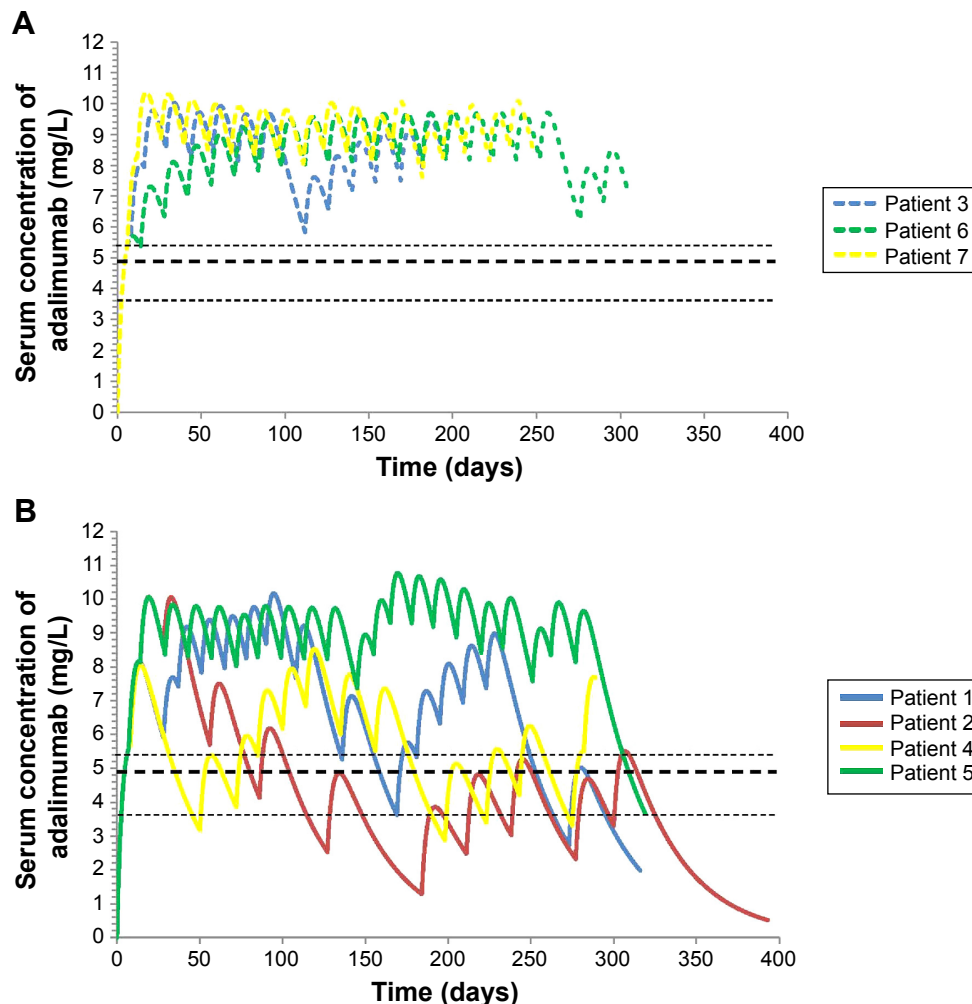 A
Serum concentration of
adalimumab (mg/L)
12
11
10
9
8
7
6
5
4
3
2
1
0
0 50 100 150 200 250 300 350 400
Time (days)
Patient 3
Patient 6
Patient 7
B
Serum concentration of
adalimumab (mg/L)
12
11
10
9
8
7
6
5
4
3
2
1
0
0 50 100 150 200 250 300 350 400
Time (days)
Patient 1
Patient 2
Patient 4
Patient 5